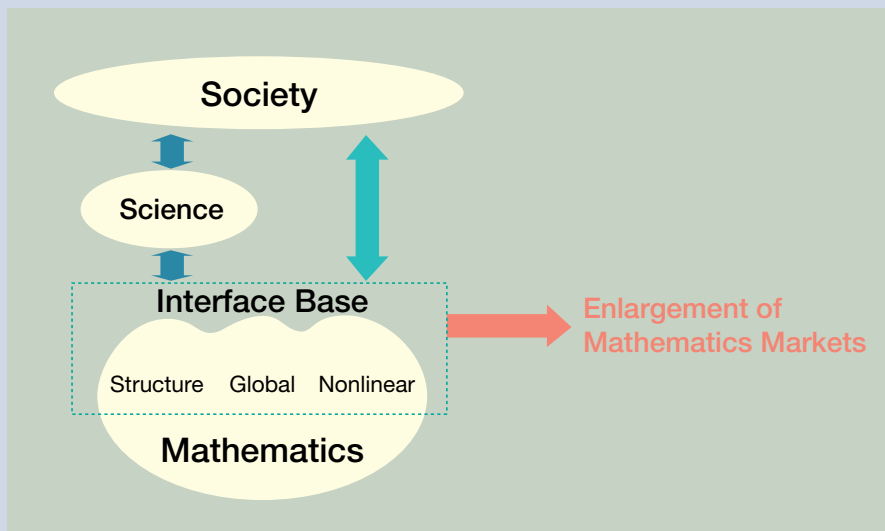 Society
Science
Interface Base
Structure Global Nonlinear
Mathematics
Enlargement of
Mathematics Markets